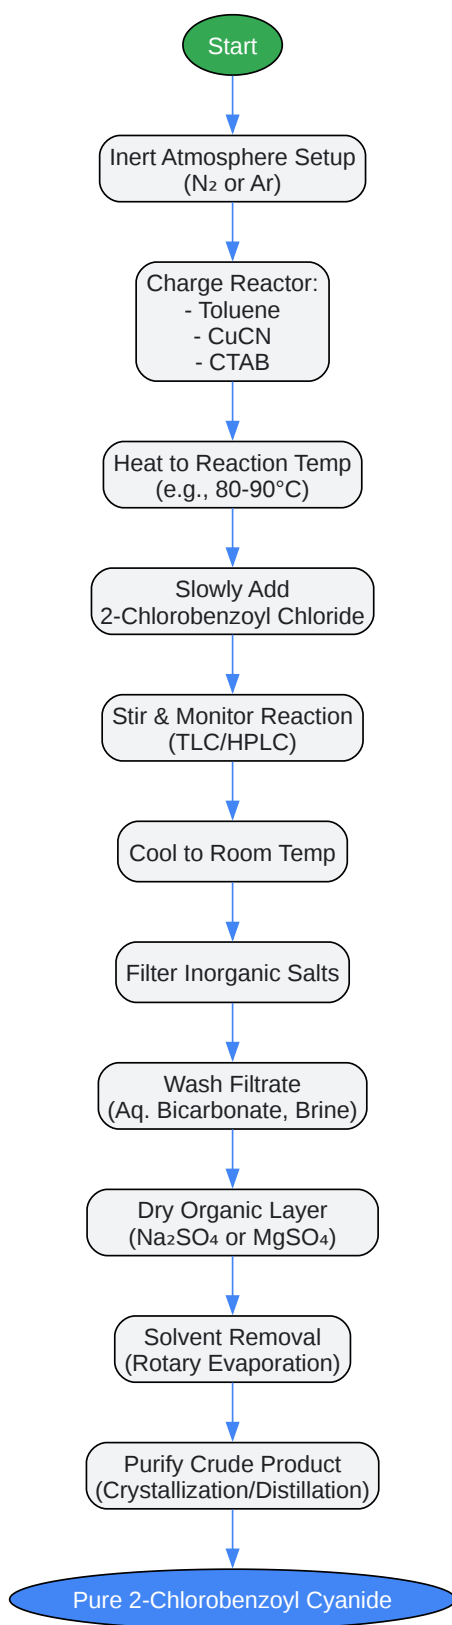 Start
Inert Atmosphere Setup
(N₂ or Ar)
Charge Reactor:
- Toluene
- CuCN
- CTAB
Heat to Reaction Temp
(e.g., 80-90°C)
Slowly Add
2-Chlorobenzoyl Chloride
Stir & Monitor Reaction
(TLC/HPLC)
Cool to Room Temp
Filter Inorganic Salts
Wash Filtrate
(Aq. Bicarbonate, Brine)
Dry Organic Layer
(Na₂SO₄ or MgSO₄)
Solvent Removal
(Rotary Evaporation)
Purify Crude Product
(Crystallization/Distillation)
Pure 2-Chlorobenzoyl Cyanide